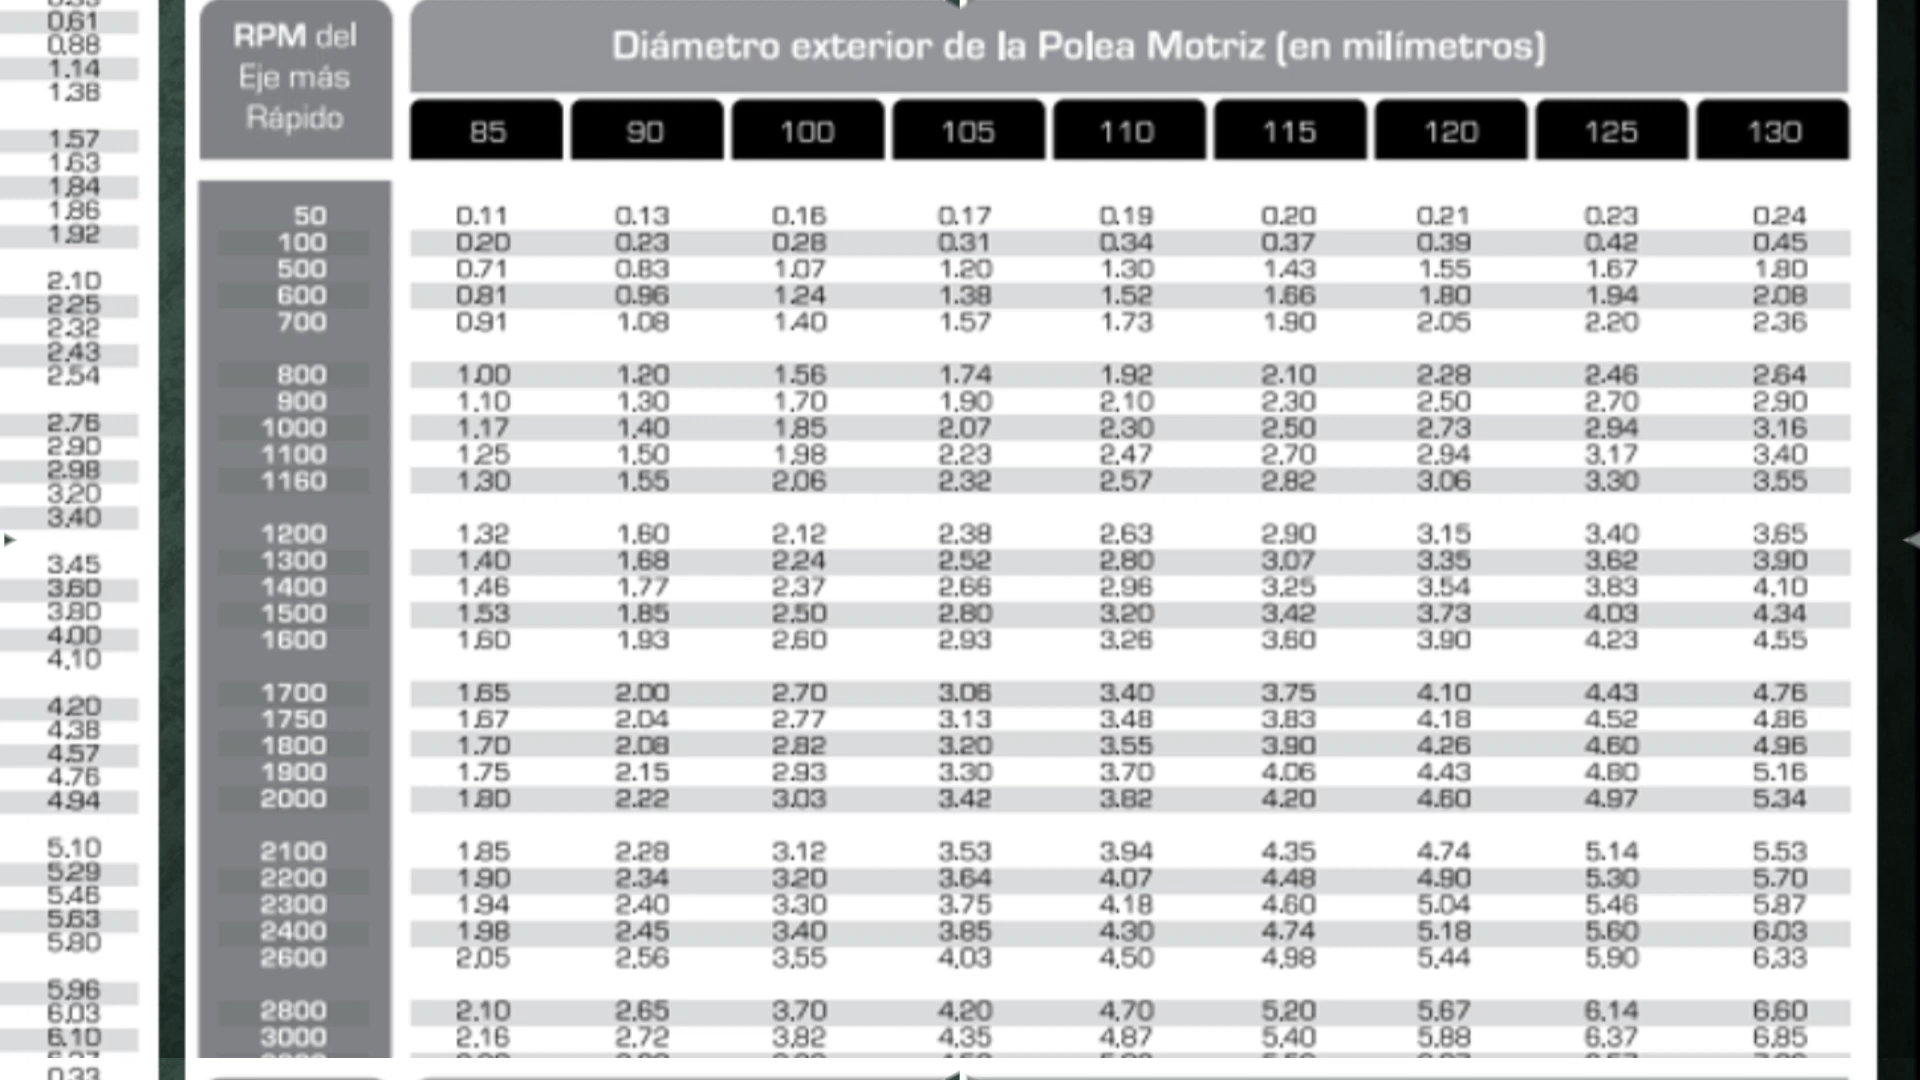 0.61
0.88
1.14
1.38
1.57
1.63
1.84
1.86
1.92
2.10
2.25
2.32
2.43
2.54
2.76
2.90
2.98
3.20
3.40
3.45
3.60
3.80
4.00
4.10
4.20
4.38
4.57
4.76
4.94
5.10
5.29
5.46
5.63
5.80
5.96
6.03
6.10
RPM del
Eje más
Rápido
Diámetro exterior de la Polea Motriz (en milímetros)
85 90 100 105 110 115 120 125 130
50 0.11 0.13 0.16 0.17 0.19 0.20 0.21 0.23 0.24
100 0.20 0.23 0.28 0.31 0.34 0.37 0.39 0.42 0.45
500 0.71 0.83 1.07 1.20 1.30 1.43 1.55 1.67 1.80
600 0.81 0.96 1.24 1.38 1.52 1.66 1.80 1.94 2.08
700 0.91 1.08 1.40 1.57 1.73 1.90 2.05 2.20 2.36
800 1.00 1.20 1.56 1.74 1.92 2.10 2.28 2.46 2.64
900 1.10 1.30 1.70 1.90 2.10 2.30 2.50 2.70 2.90
1000 1.17 1.40 1.85 2.07 2.30 2.50 2.73 2.94 3.16
1100 1.25 1.50 1.98 2.23 2.47 2.70 2.94 3.17 3.40
1160 1.30 1.55 2.06 2.32 2.57 2.82 3.06 3.30 3.55
1200 1.32 1.60 2.12 2.38 2.63 2.90 3.15 3.40 3.65
1300 1.40 1.68 2.24 2.52 2.80 3.07 3.35 3.62 3.90
1400 1.46 1.77 2.37 2.66 2.96 3.25 3.54 3.83 4.10
1500 1.53 1.85 2.50 2.80 3.20 3.42 3.73 4.03 4.34
1600 1.60 1.93 2.60 2.93 3.26 3.60 3.90 4.23 4.55
1700 1.65 2.00 2.70 3.06 3.40 3.75 4.10 4.43 4.76
1750 1.67 2.04 2.77 3.13 3.48 3.83 4.18 4.52 4.86
1800 1.70 2.08 2.82 3.20 3.55 3.90 4.26 4.60 4.96
1900 1.75 2.15 2.93 3.30 3.70 4.06 4.43 4.80 5.16
2000 1.80 2.22 3.03 3.42 3.82 4.20 4.60 4.97 5.34
2100 1.85 2.28 3.12 3.53 3.94 4.35 4.74 5.14 5.53
2200 1.90 2.34 3.20 3.64 4.07 4.48 4.90 5.30 5.70
2300 1.94 2.40 3.30 3.75 4.18 4.60 5.04 5.46 5.87
2400 1.98 2.45 3.40 3.85 4.30 4.74 5.18 5.60 6.03
2600 2.05 2.56 3.55 4.03 4.50 4.98 5.44 5.90 6.33
2800 2.10 2.65 3.70 4.20 4.70 5.20 5.67 6.14 6.60
3000 2.16 2.72 3.82 4.35 4.87 5.40 5.88 6.37 6.85